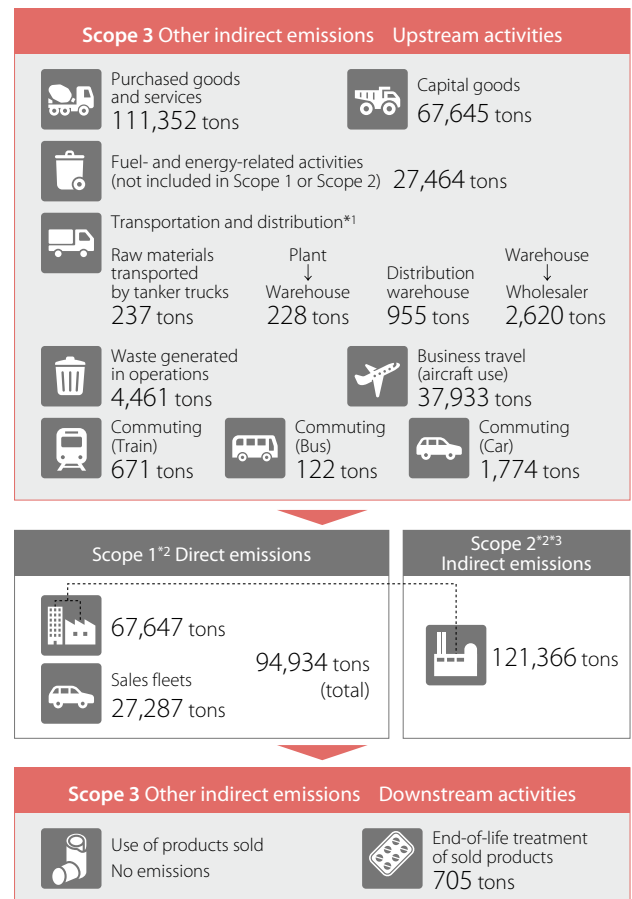 Scope 3 Other indirect emissions Upstream activities
Purchased goods
and services
111,352 tons
Capital goods
67,645 tons
Fuel- and energy-related activities
(not included in Scope 1 or Scope 2) 27,464 tons
Transportation and distribution*1
Raw materials
transported
by tanker trucks
237 tons
Plant
↓
Warehouse
228 tons
Distribution
warehouse
955 tons
Warehouse
↓
Wholesaler
2,620 tons
Waste generated
in operations
4,461 tons
Business travel
(aircraft use)
37,933 tons
Commuting
(Train)
671 tons
Commuting
(Bus)
122 tons
Commuting
(Car)
1,774 tons
Scope 1*2 Direct emissions
67,647 tons
Sales fleets
27,287 tons
94,934 tons
(total)
Scope 2*2*3
Indirect emissions
121,366 tons
Scope 3 Other indirect emissions Downstream activities
Use of products sold
No emissions
End-of-life treatment
of sold products
705 tons